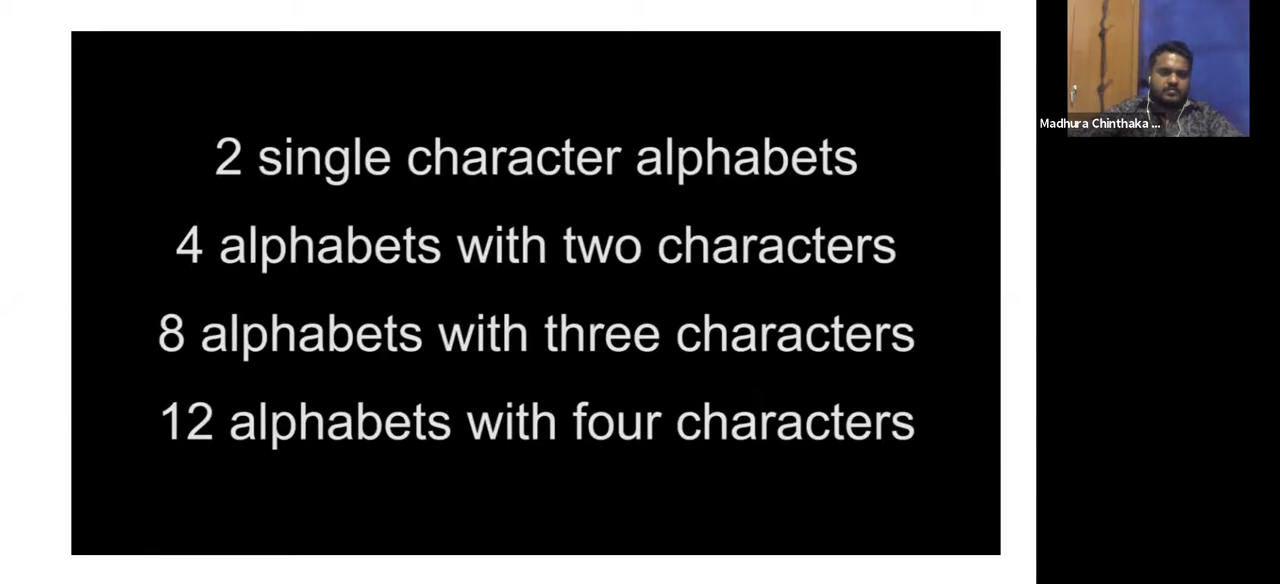 2 single character alphabets
4 alphabets with two characters
8 alphabets with three characters
12 alphabets with four characters
Madhura Chinthaka ...